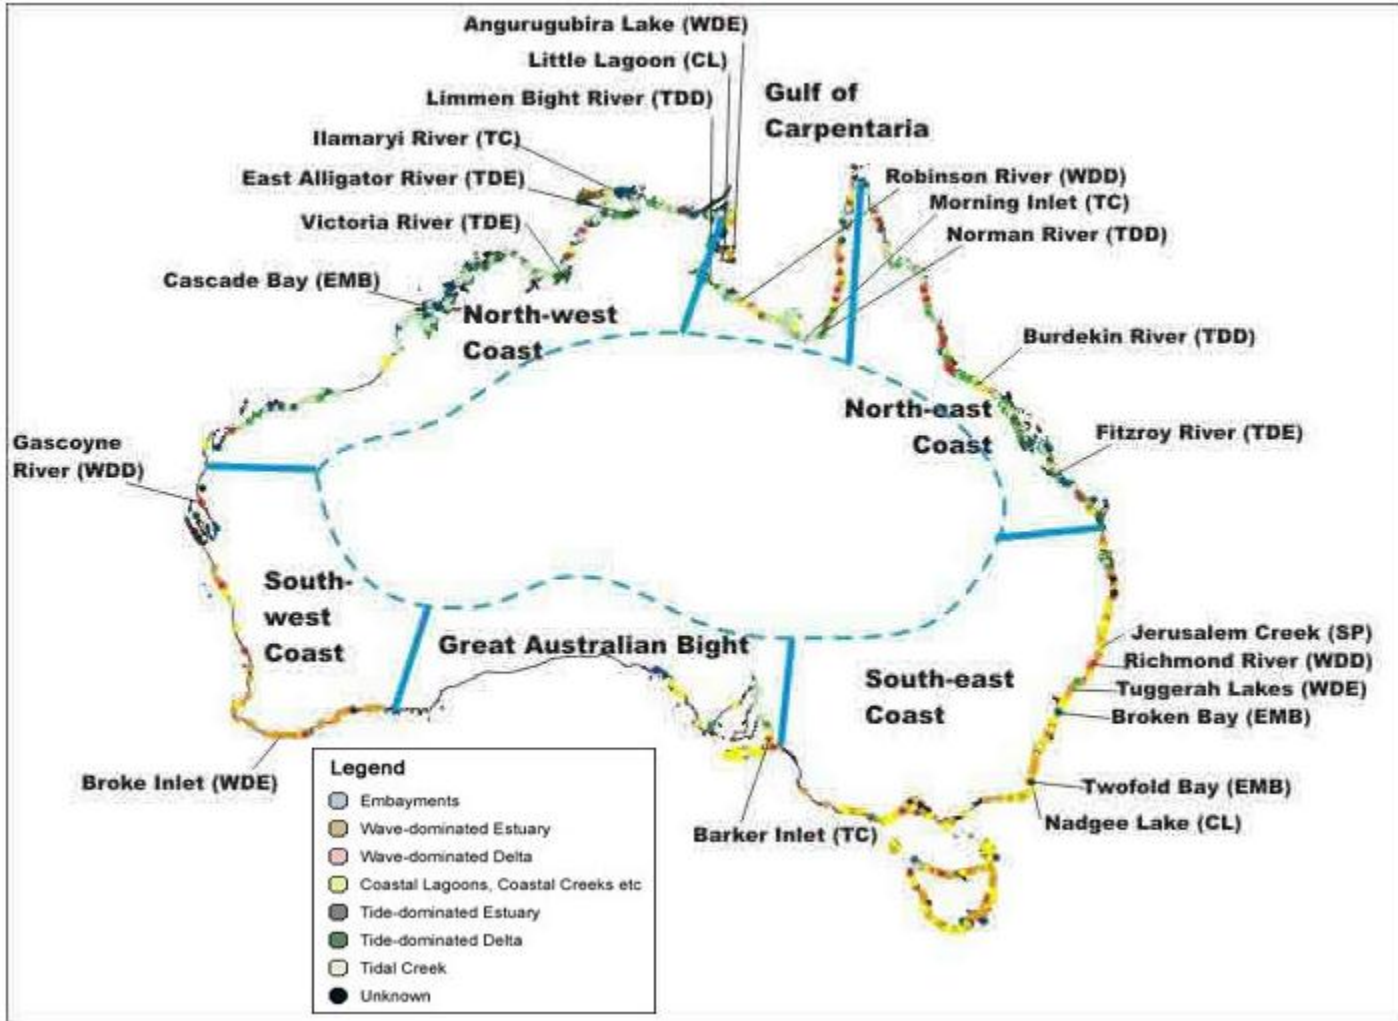 Angurugubira Lake (WDE)
Little Lagoon (CL)
Limmen Bight River (TDD)
Gulf of
Carpentaria
Ilamaryi River (TC)
East Alligator River (TDE)
Robinson River (WDD)
Morning Inlet (TC)
Victoria River (TDE)
Norman River (TDD)
Cascade Bay (EMB)
North-west
Coast
Burdekin River (TDD)
North-east
Coast
Fitzroy River (TDE)
Gascoyne
River (WDD)
South-
west
Coast
Great Australian Bight
South-east
Coast
Jerusalem Creek (SP)
Richmond River (WDD)
Tuggerah Lakes (WDE)
Broken Bay (EMB)
Twofold Bay (EMB)
Nadgee Lake (CL)
Broke Inlet (WDE)
Barker Inlet (TC)
Legend
Embayments
Wave-dominated Estuary
Wave-dominated Delta
Coastal Lagoons, Coastal Creeks etc
Tide-dominated Estuary
Tide-dominated Delta
Tidal Creek
Unknown